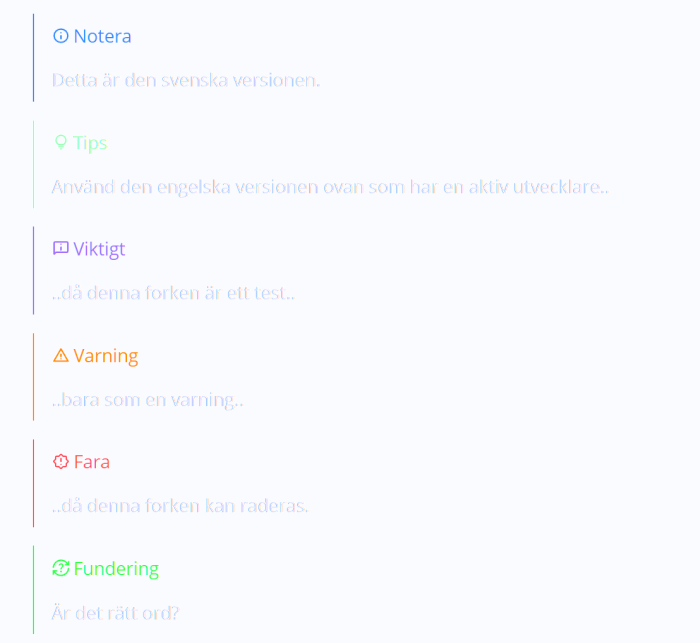 Notera
Detta är den svenska versionen.
Tips
Använd den engelska versionen ovan som har en aktiv utvecklare..
Viktigt
..då denna forken är ett test..
Varning
..bara som en varning..
Fara
..då denna forken kan raderas.
Fundering
Är det rätt ord?